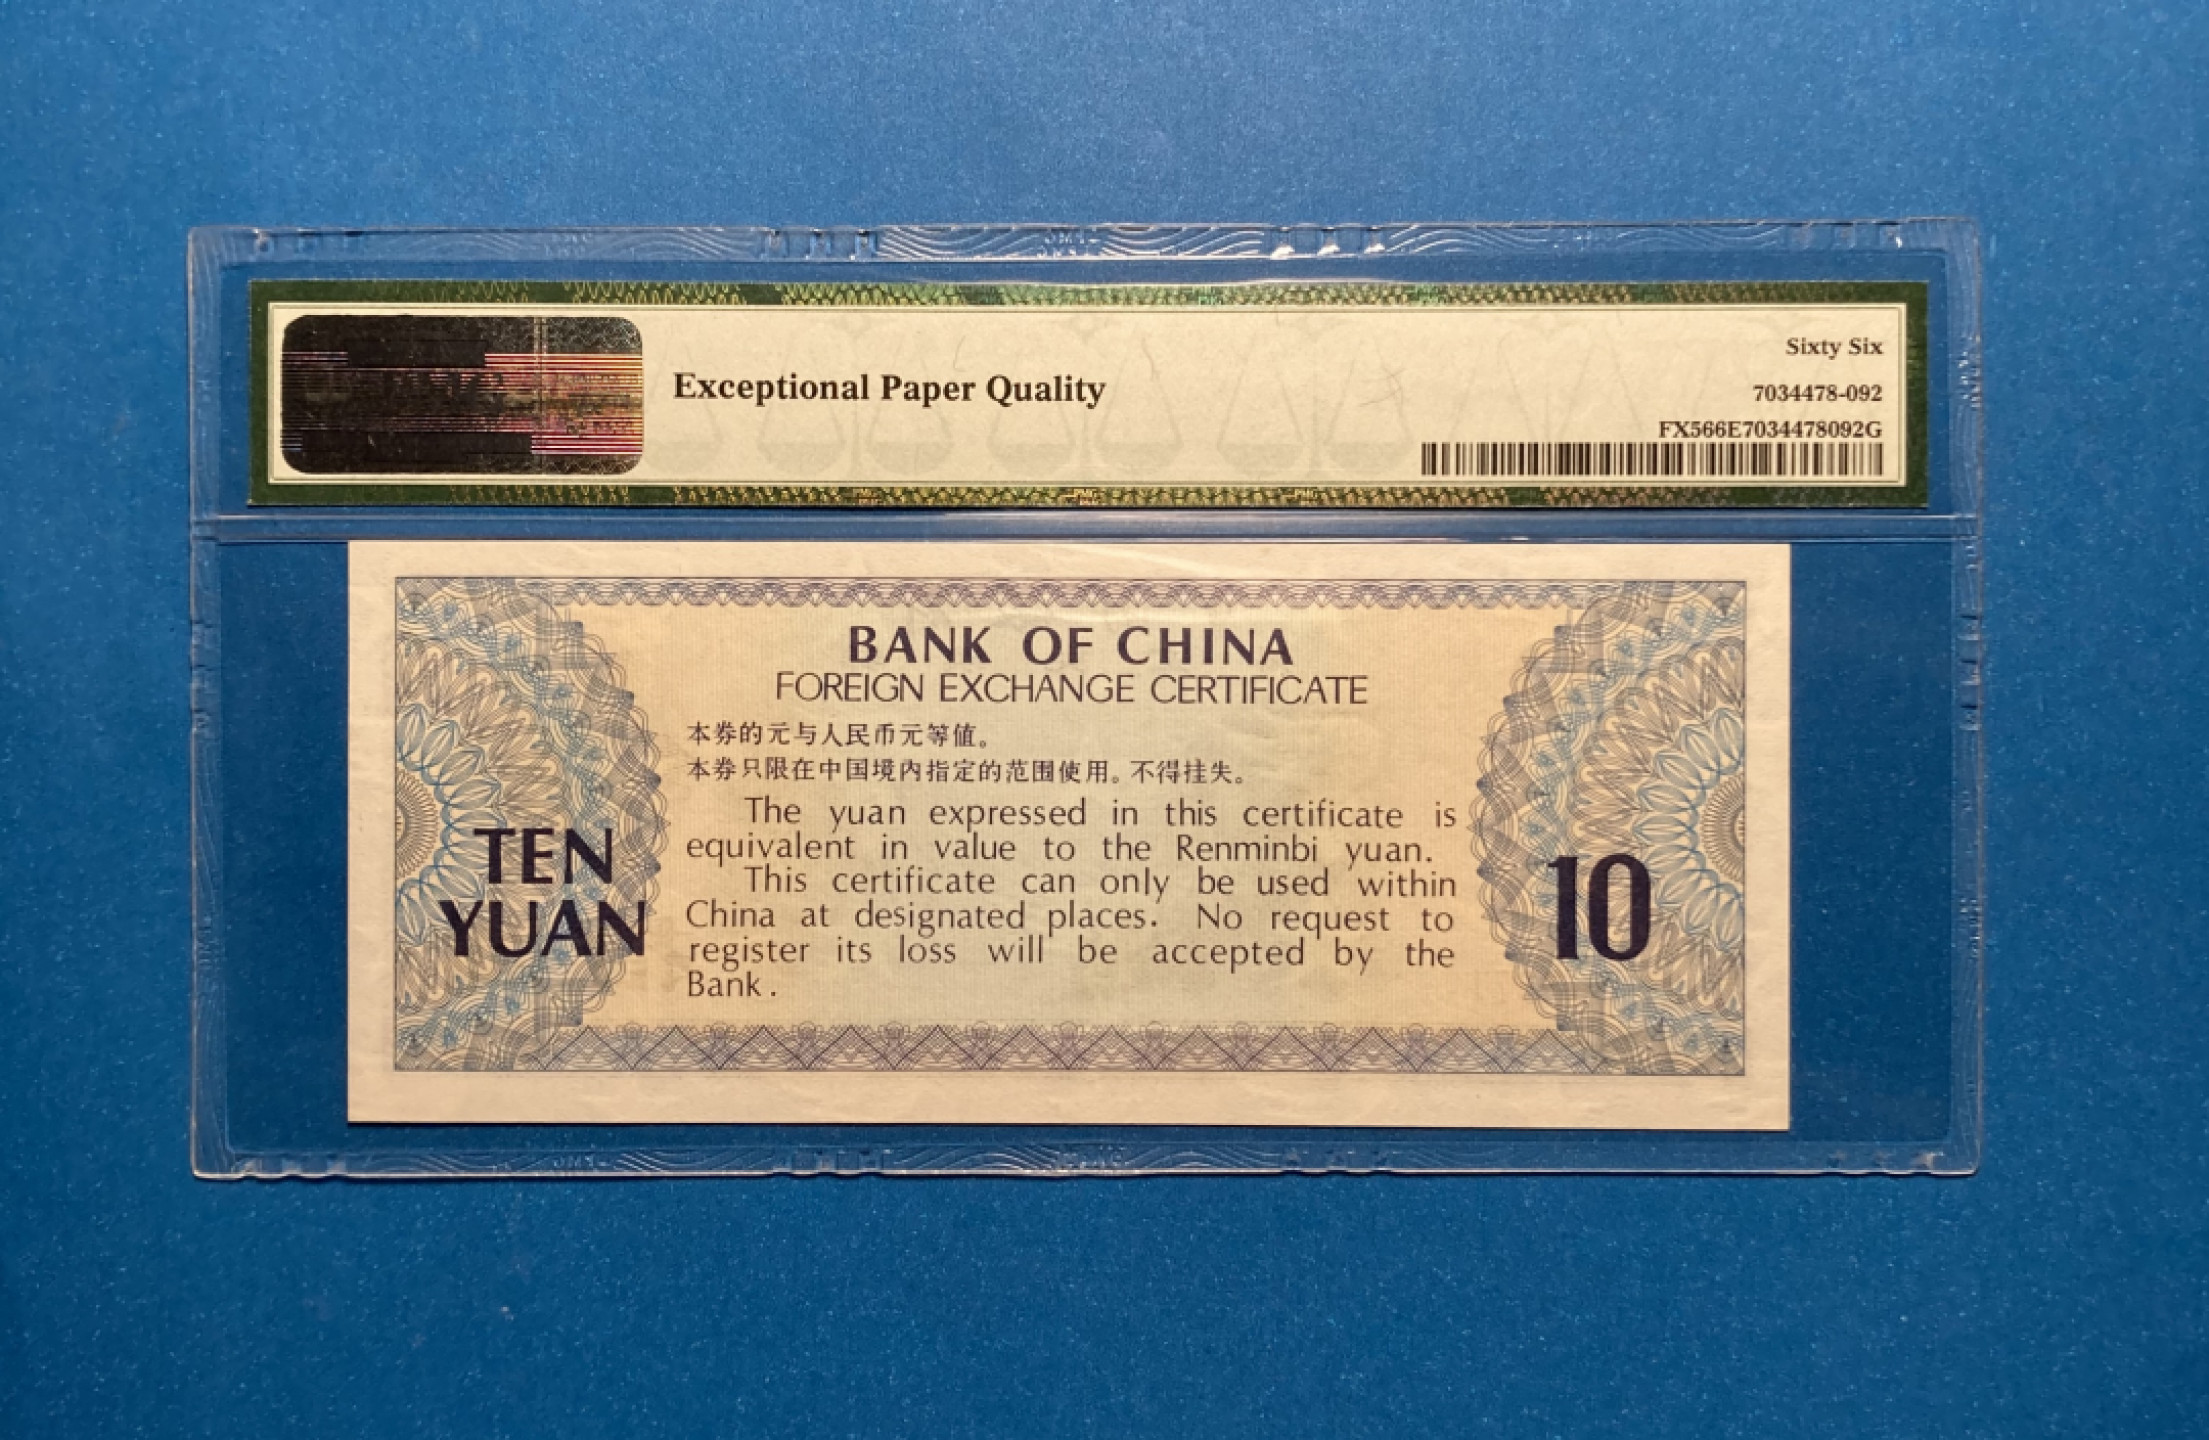 Exceptional Paper Quality
Sixty Six
7034478-092
FX566E7034478092G
BANK OF CHINA
FOREIGN EXCHANGE CERTIFICATE
本券的元与人民币元等值。
本券只限在中国境内指定的范围使用。不得挂失。
The yuan expressed in this certificate is
equivalent in value to the Renminbi yuan.
This certificate can only be used within
China at designated places. No request to
register its loss will be accepted by the
Bank.
TEN
YUAN
10